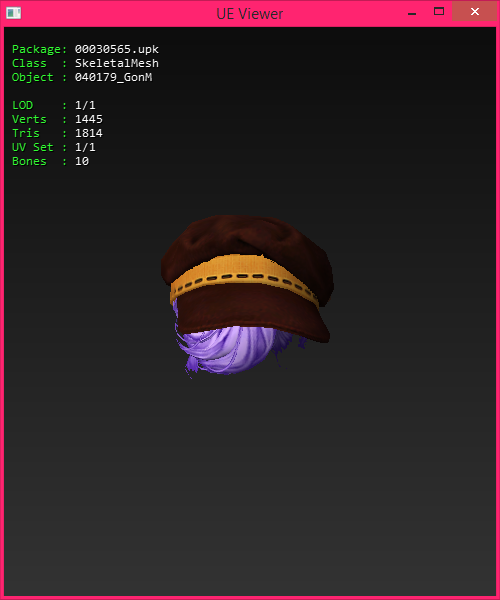 UE Viewer
Package: 00030565.upk
Class : SkeletalMesh
Object : 040179_GonM
LOD : 1/1
Verts : 1445
Tris : 1814
UV Set : 1/1
Bones : 10